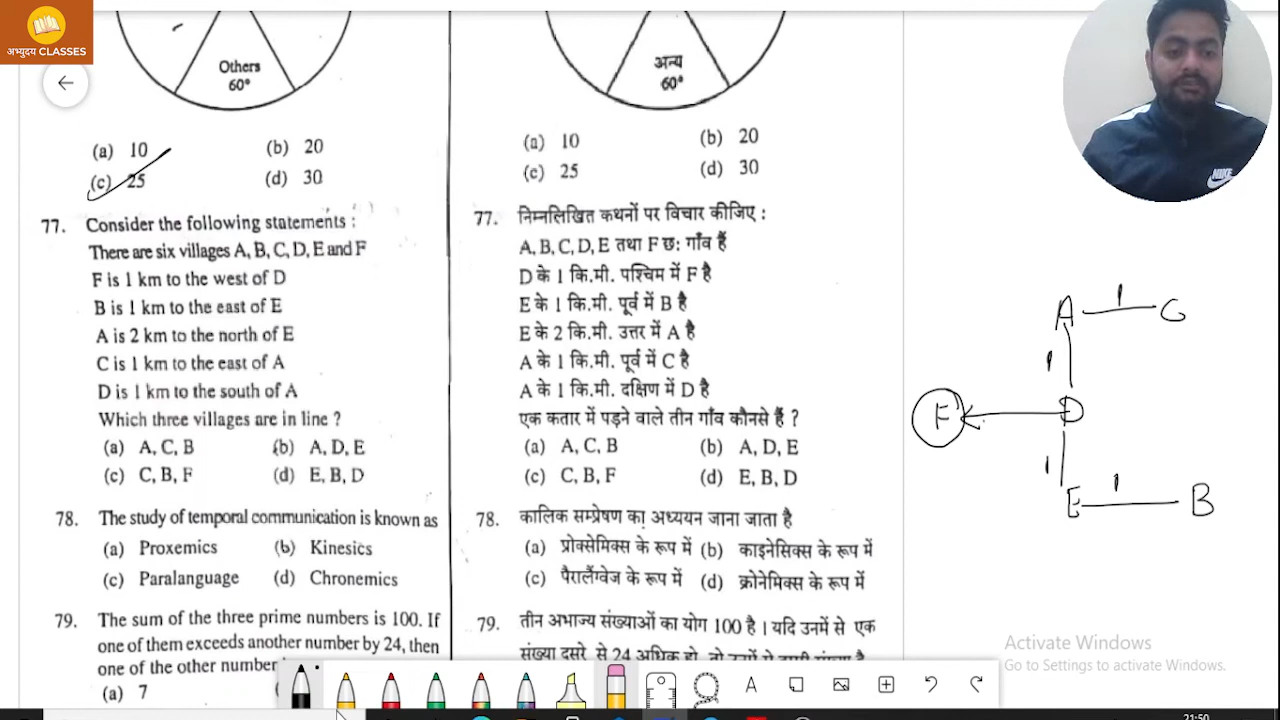 अभ्युदय CLASSES
Others
60°
(a) 10 (b) 20
(c) 25 (d) 30
77. Consider the following statements :
There are six villages A, B, C, D, E and F
F is 1 km to the west of D
B is 1 km to the east of E
A is 2 km to the north of E
C is 1 km to the east of A
D is 1 km to the south of A
Which three villages are in line ?
(a) A, C, B (b) A, D, E
(c) C, B, F (d) E, B, D
78. The study of temporal communication is known as
(a) Proxemics (b) Kinesics
(c) Paralanguage (d) Chronemics
79. The sum of the three prime numbers is 100. If
one of them exceeds another number by 24, then
one of the other number
(a) 7
अन्य
60°
(a) 10 (b) 20
(c) 25 (d) 30
77. निम्नलिखित कथनों पर विचार कीजिए :
A, B, C, D, E तथा F छ: गाँव हैं
D के 1 कि.मी. पश्चिम में F है
E के 1 कि.मी. पूर्व में B है
E के 2 कि.मी. उत्तर में A है
A के 1 कि.मी. पूर्व में C है
A के 1 कि.मी. दक्षिण में D है
एक कतार में पड़ने वाले तीन गाँव कौनसे हैं ?
(a) A, C, B (b) A, D, E
(c) C, B, F (d) E, B, D
78. कालिक सम्प्रेषण का अध्ययन जाना जाता है
(a) प्रोक्सेमिक्स के रूप में (b) काइनेसिक्स के रूप में
(c) पैरालैंग्वेज के रूप में (d) क्रोनेमिक्स के रूप में
79. तीन अभाज्य संख्याओं का योग 100 है । यदि उनमें से एक
संख्या दूसरे से 24 अधिक हो, तो उनमें से
A 1 C
1
F D
1
E 1 B
NIKE
Activate Windows
Go to Settings to activate Windows.
A
21:50